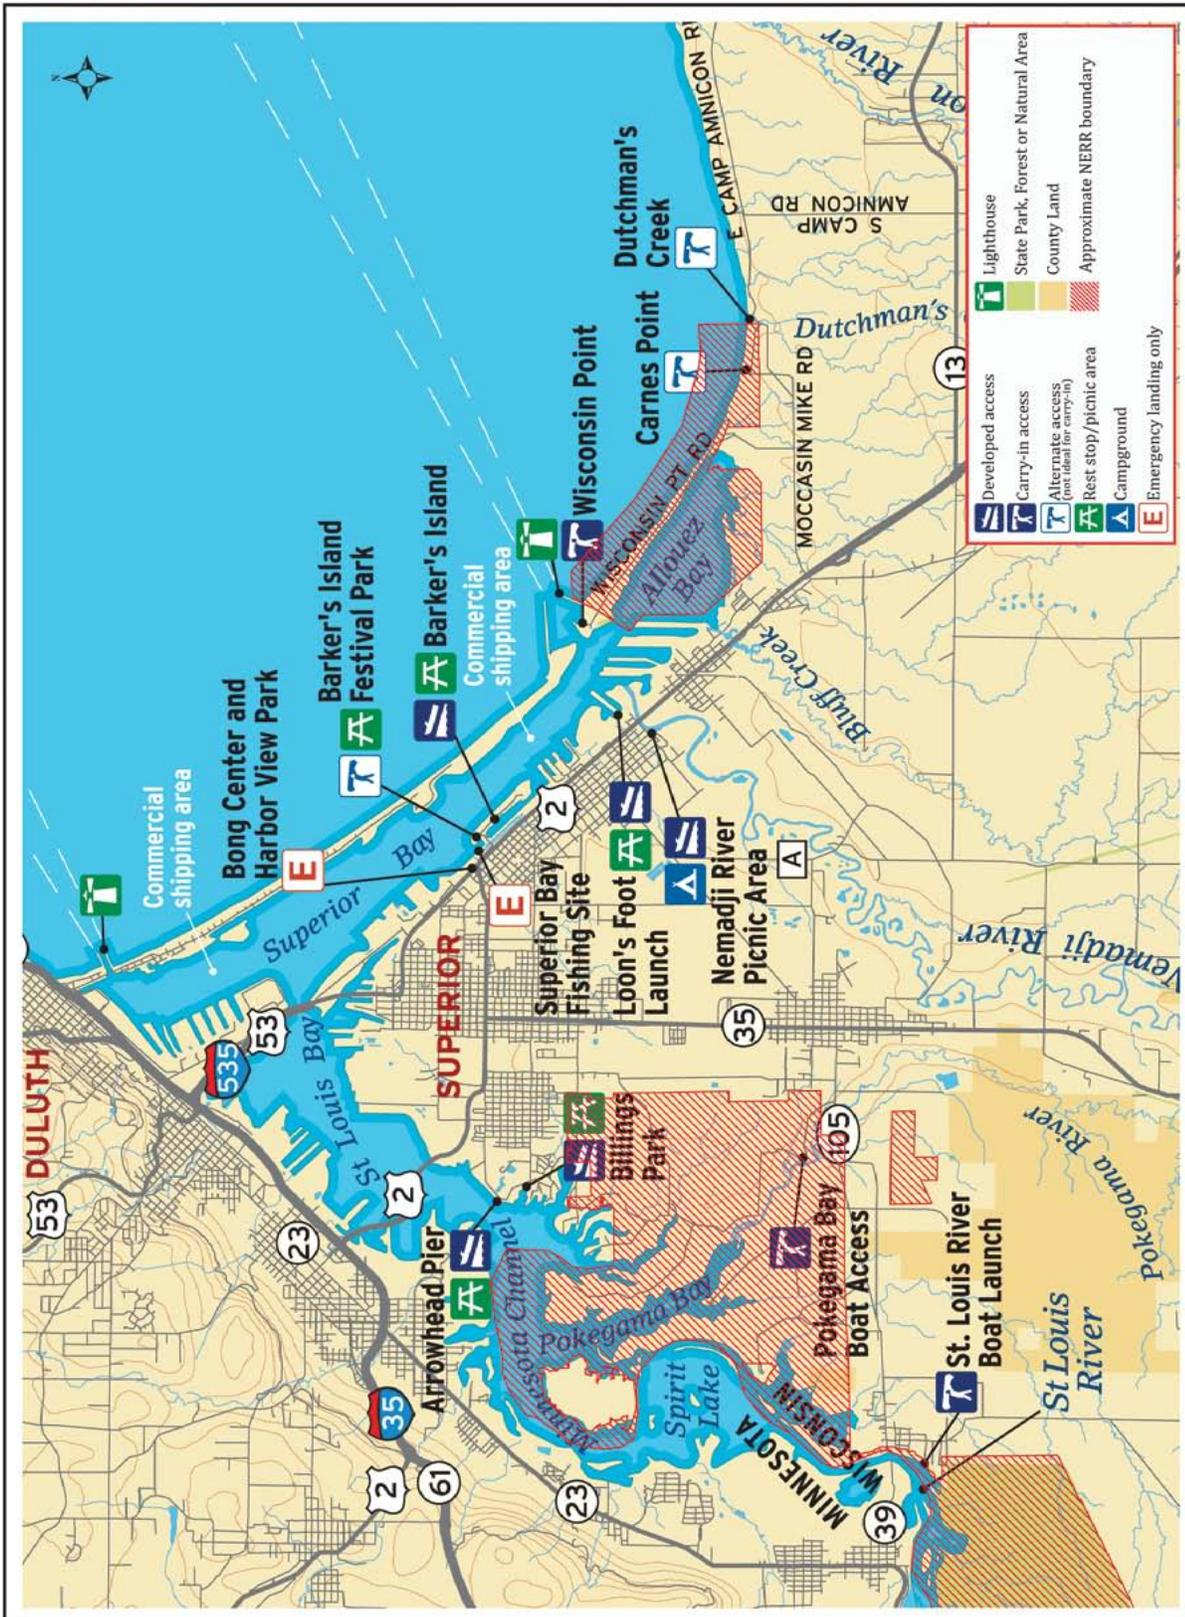 N
DULUTH
53
535
53
23
35
2
61
23
39
2
2
35
105
13
A
SUPERIOR
Commercial
shipping area
Commercial
shipping area
Superior
Bay
St Louis Bay
Bong Center and
Harbor View Park
E
Barker's Island
Festival Park
Barker's Island
Wisconsin Point
Carnes Point
Dutchman's
Creek
E
Superior Bay
Fishing Site
Loon's Foot
Launch
Nemadji River
Picnic Area
Billings
Park
Arrowhead Pier
Pokegama Bay
Boat Access
St. Louis River
Boat Launch
St Louis
River
Minnesota Channel
Pokegama Bay
Spirit
Lake
MINNESOTA
WISCONSIN
Pokegama River
Nemadji River
Bluff Creek
Allouez
Bay
WISCONSIN PT RD
MOCCASIN MIKE RD
Dutchman's
E CAMP AMNICON R
S. CAMP
AMNICON RD
River
on
Developed access
Carry-in access
Alternate access
(not ideal for carry-in)
Rest stop/picnic area
Campground
E Emergency landing only
Lighthouse
State Park, Forest or Natural Area
County Land
Approximate NERR boundary